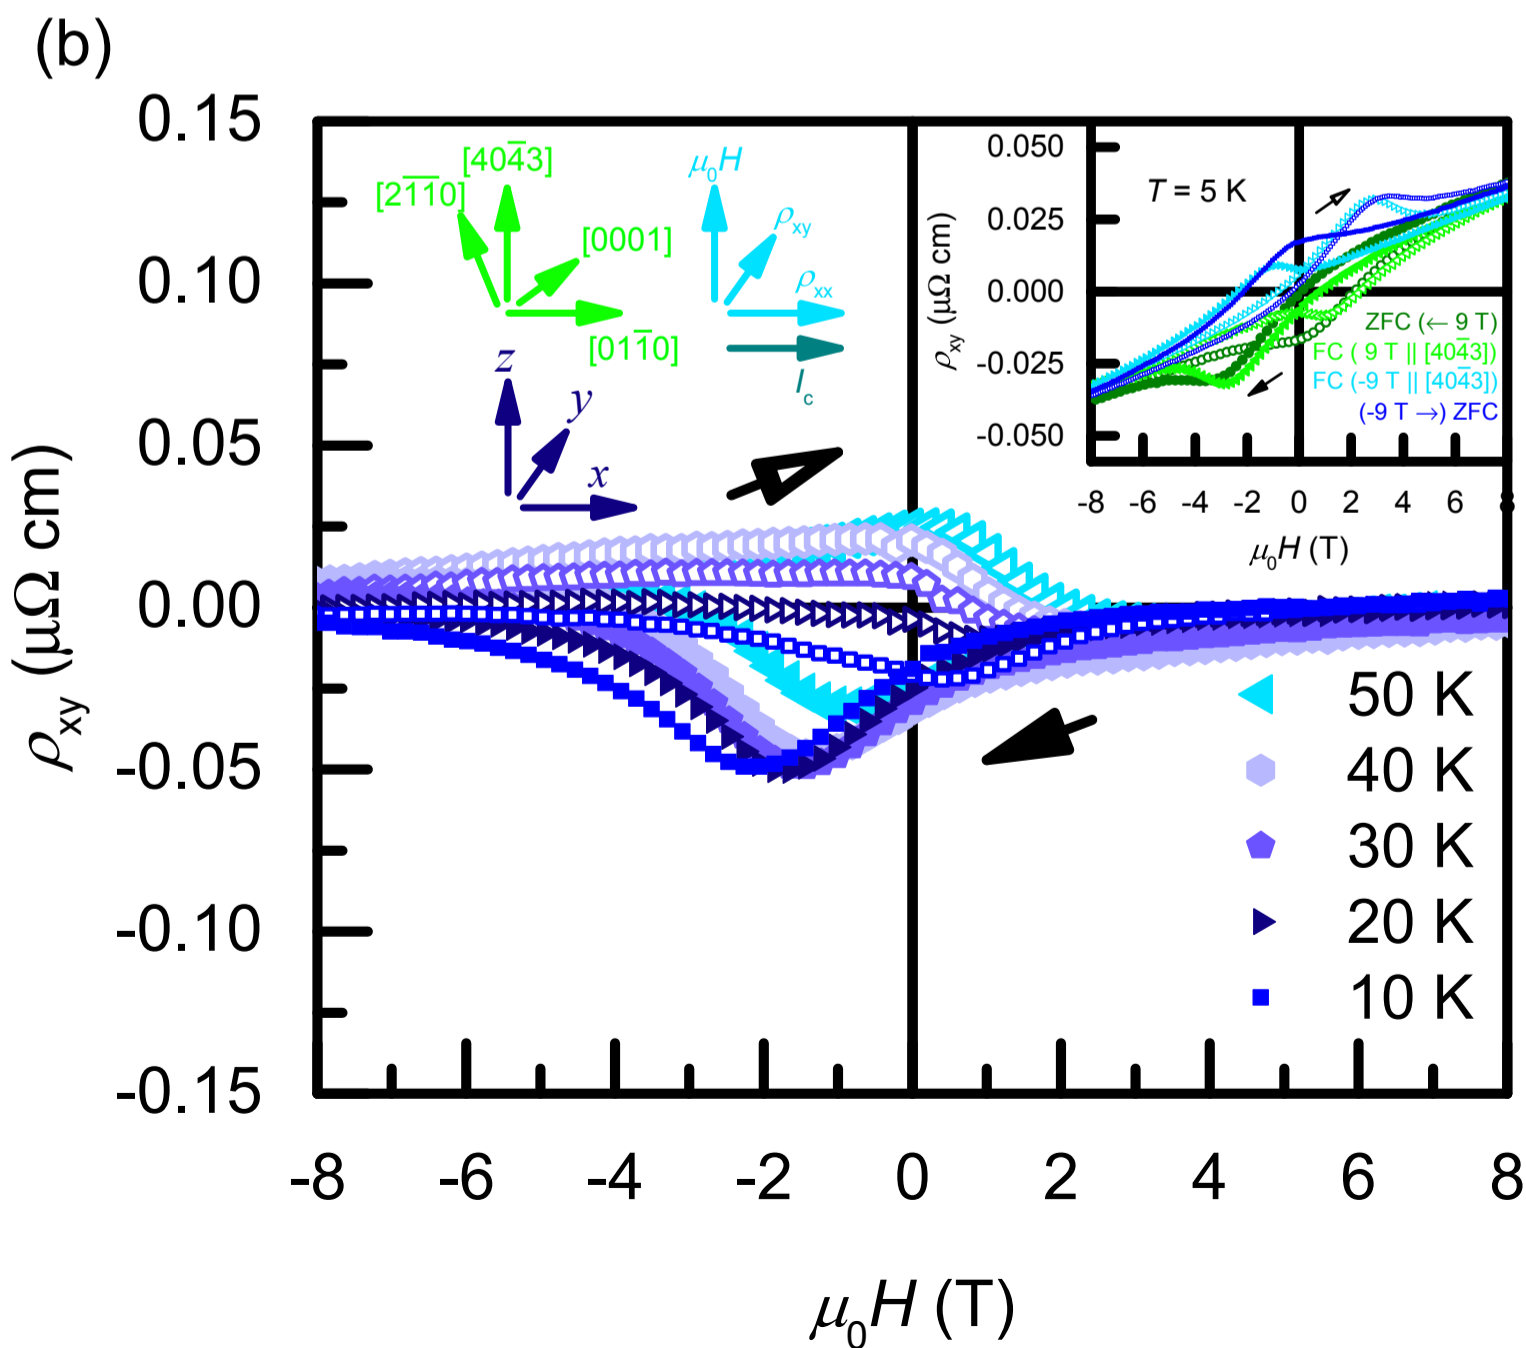 (b)
0.15
0.10
0.05
0.00
-0.05
-0.10
-0.15
ρxy (μΩ cm)
-8 -6 -4 -2 0 2 4 6 8
μ0H (T)
[404̅3]
[21̅1̅0]
[0001]
[011̅0]
μ0H
ρxy
ρxx
Ic
z
y
x
50 K
40 K
30 K
20 K
10 K
0.050
0.025
0.000
-0.025
-0.050
ρxy (μΩ cm)
T = 5 K
ZFC (← 9 T)
FC ( 9 T || [404̅3])
FC (-9 T || [404̅3])
(-9 T →) ZFC
-8 -6 -4 -2 0 2 4 6 8
μ0H (T)